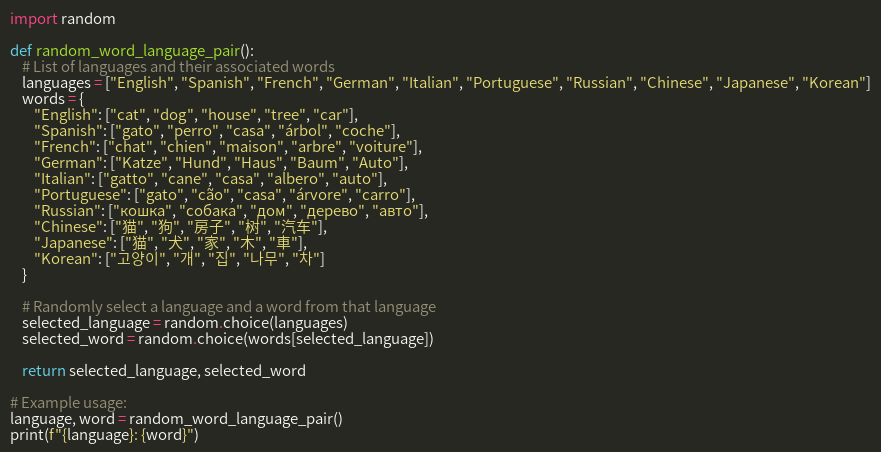 import random
def random_word_language_pair():
# List of languages and their associated words
languages = ["English", "Spanish", "French", "German", "Italian", "Portuguese", "Russian", "Chinese", "Japanese", "Korean"]
words = {
"English": ["cat", "dog", "house", "tree", "car"],
"Spanish": ["gato", "perro", "casa", "árbol", "coche"],
"French": ["chat", "chien", "maison", "arbre", "voiture"],
"German": ["Katze", "Hund", "Haus", "Baum", "Auto"],
"Italian": ["gatto", "cane", "casa", "albero", "auto"],
"Portuguese": ["gato", "cão", "casa", "árvore", "carro"],
"Russian": ["кошка", "собака", "дом", "дерево", "авто"],
"Chinese": ["猫", "狗", "房子", "树", "汽车"],
"Japanese": ["猫", "犬", "家", "木", "車"],
"Korean": ["고양이", "개", "집", "나무", "차"]
}
# Randomly select a language and a word from that language
selected_language = random.choice(languages)
selected_word = random.choice(words[selected_language])
return selected_language, selected_word
# Example usage:
language, word = random_word_language_pair()
print(f"{language}: {word}")